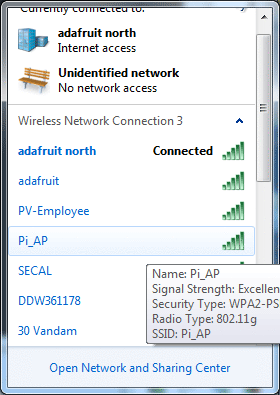 Currently connected to:
adafruit north
Internet access
Unidentified network
No network access
Wireless Network Connection 3
adafruit north Connected
adafruit
PV-Employee
Pi_AP
SECAL
DDW361178
30 Vandam
Name: Pi_AP
Signal Strength: Excellen
Security Type: WPA2-PS
Radio Type: 802.11g
SSID: Pi_AP
Open Network and Sharing Center